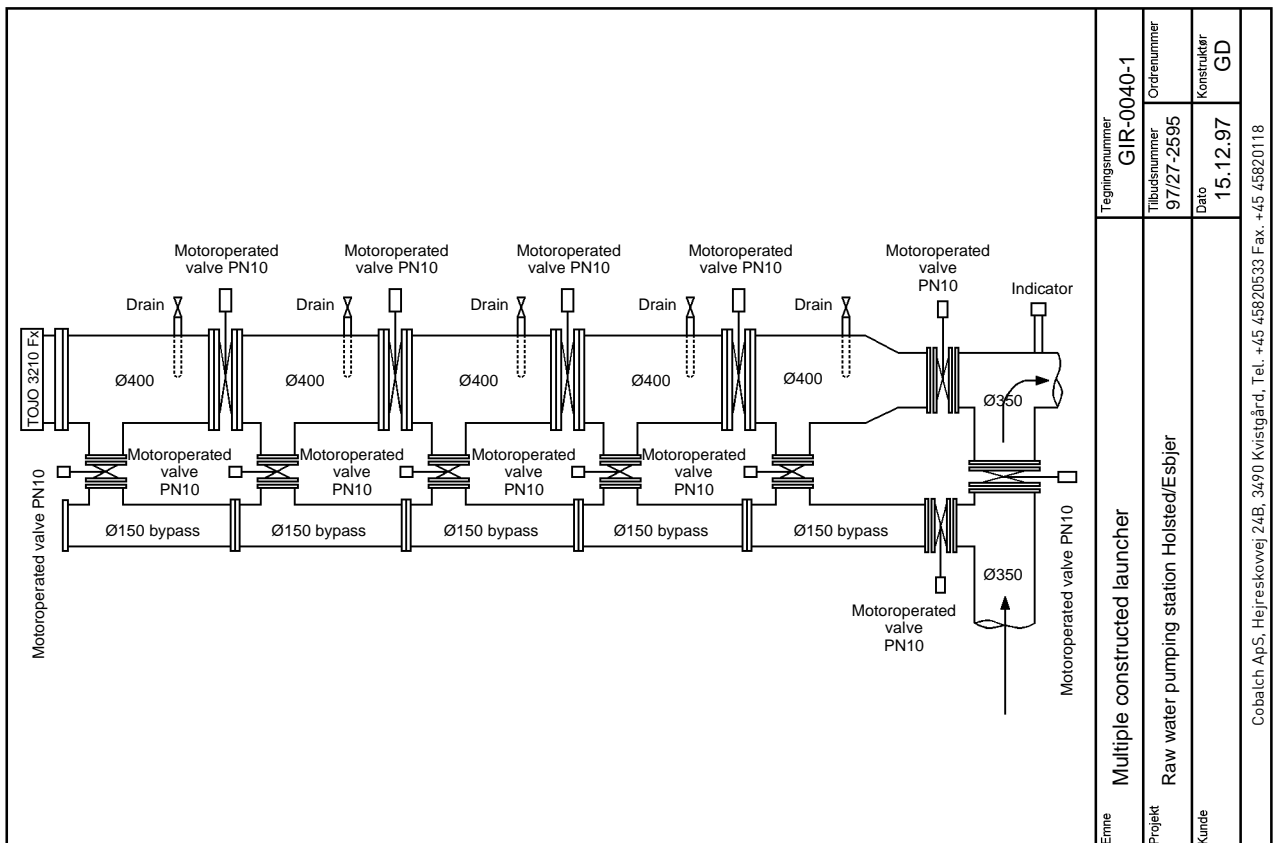 Motoroperated
valve PN10
Motoroperated
valve PN10
Motoroperated
valve PN10
Motoroperated
valve PN10
Motoroperated
valve
PN10
Indicator
Drain
Drain
Drain
Drain
Drain
TOJO 3210 Fx
Ø400
Ø400
Ø400
Ø400
Ø400
Ø350
Motoroperated valve PN10
Motoroperated
valve
PN10
Motoroperated
valve
PN10
Motoroperated
valve
PN10
Motoroperated
valve
PN10
Ø150 bypass
Ø150 bypass
Ø150 bypass
Ø150 bypass
Ø150 bypass
Ø350
Motoroperated
valve
PN10
Motoroperated valve PN10
Emne
Multiple constructed launcher
Tegningsnummer
GIR-0040-1
Projekt
Raw water pumping station Holsted/Esbjer
Tilbudsnummer
97/27-2595
Ordrenummer
Kunde
Dato
15.12.97
Konstruktør
GD
Cobalch ApS, Hejreskovvej 24B, 3490 Kvistgård, Tel. +45 45820533 Fax. +45 45820118